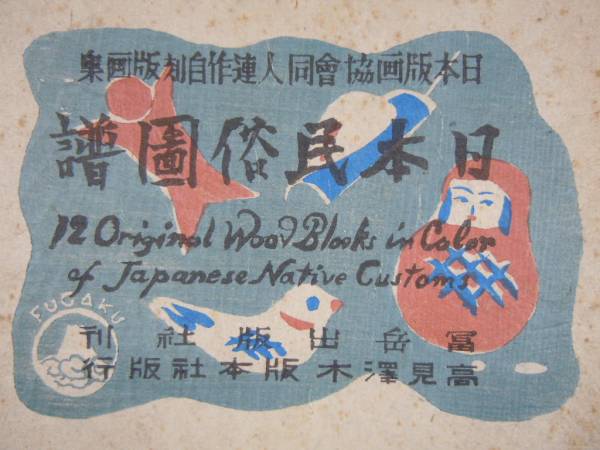 日本版画協會同人連作自刻版画集
日本民俗圖譜
12 Original Wood Blooks in Color
of Japanese Native Customs
FUGAKU
冨岳出版社刊
高見澤木版本社版行